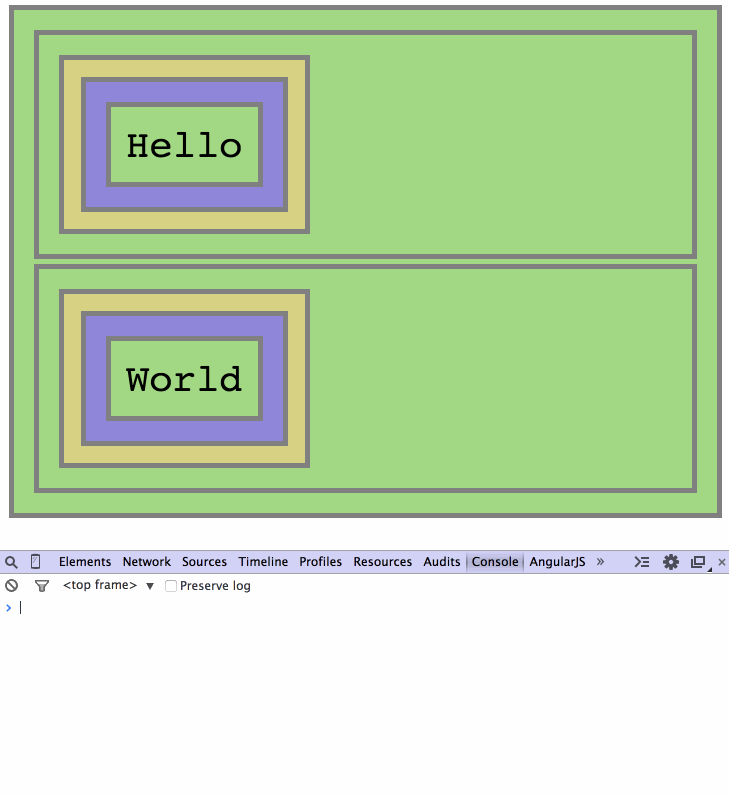 Hello
World
Elements Network Sources Timeline Profiles Resources Audits Console AngularJS »
<top frame> ▼ Preserve log
>